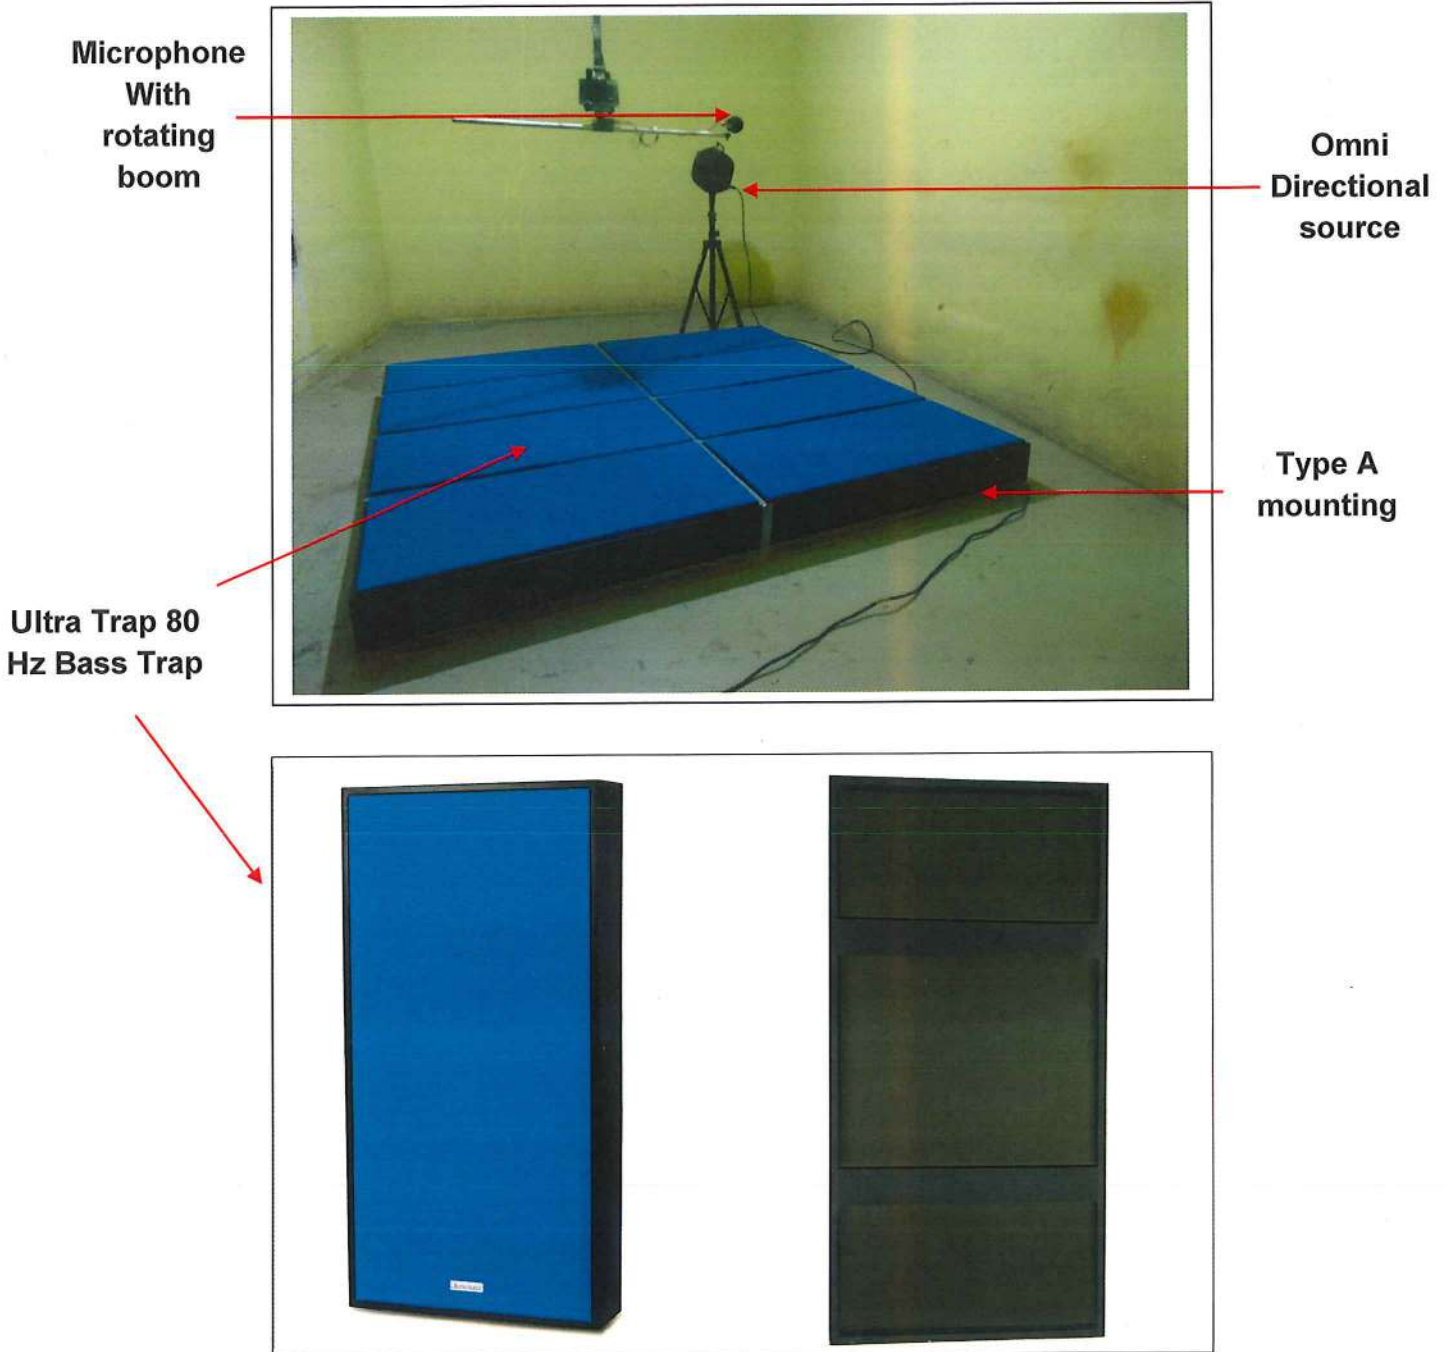 Microphone
With
rotating
boom
Omni
Directional
source
Type A
mounting
Ultra Trap 80
Hz Bass Trap